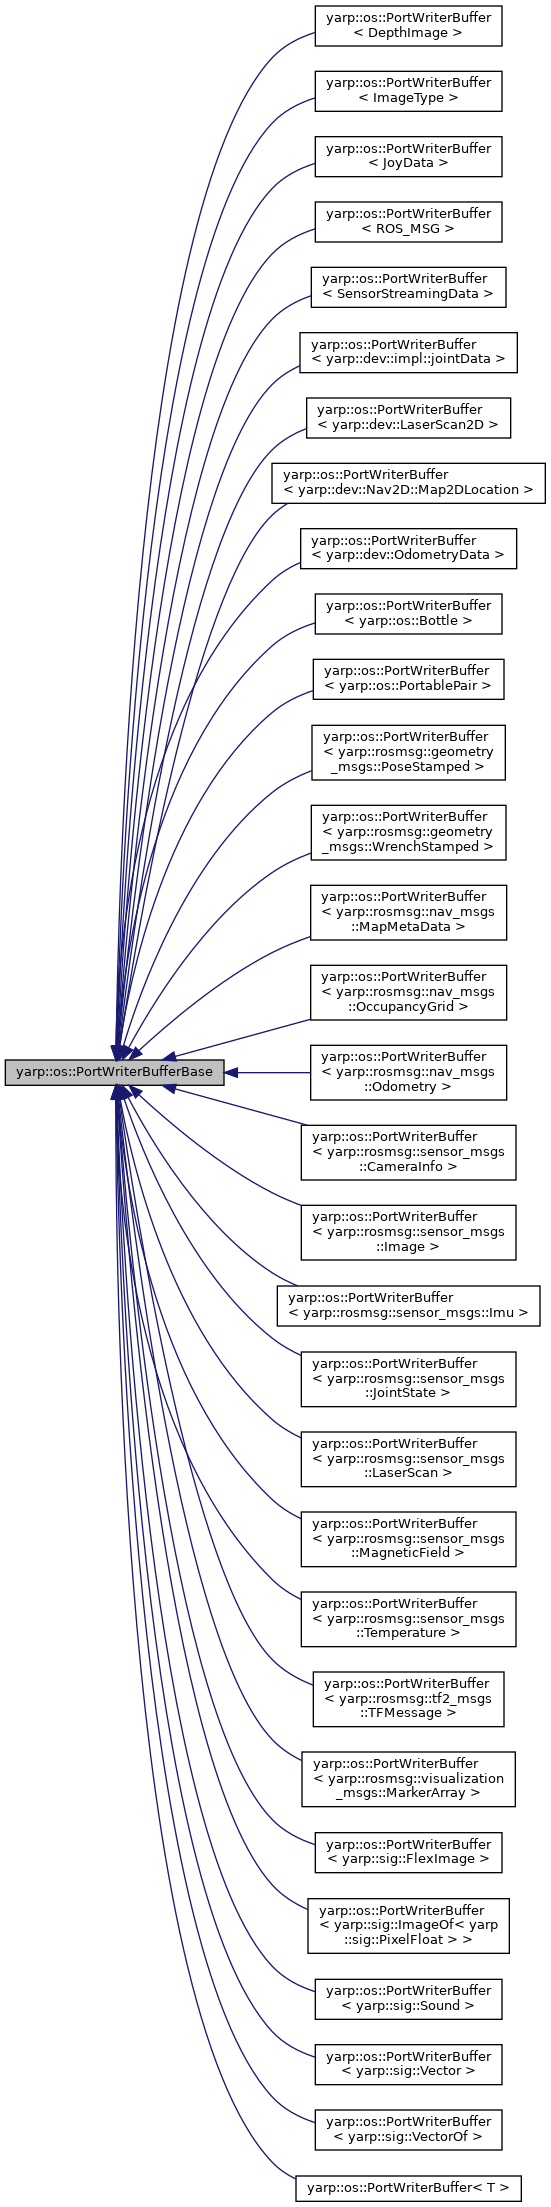 yarp::os::PortWriterBuffer
< DepthImage >
yarp::os::PortWriterBuffer
< ImageType >
yarp::os::PortWriterBuffer
< JoyData >
yarp::os::PortWriterBuffer
< ROS_MSG >
yarp::os::PortWriterBuffer
< SensorStreamingData >
yarp::os::PortWriterBuffer
< yarp::dev::impl::jointData >
yarp::os::PortWriterBuffer
< yarp::dev::LaserScan2D >
yarp::os::PortWriterBuffer
< yarp::dev::Nav2D::Map2DLocation >
yarp::os::PortWriterBuffer
< yarp::dev::OdometryData >
yarp::os::PortWriterBuffer
< yarp::os::Bottle >
yarp::os::PortWriterBuffer
< yarp::os::PortablePair >
yarp::os::PortWriterBuffer
< yarp::rosmsg::geometry
_msgs::PoseStamped >
yarp::os::PortWriterBuffer
< yarp::rosmsg::geometry
_msgs::WrenchStamped >
yarp::os::PortWriterBuffer
< yarp::rosmsg::nav_msgs
::MapMetaData >
yarp::os::PortWriterBuffer
< yarp::rosmsg::nav_msgs
::OccupancyGrid >
yarp::os::PortWriterBufferBase
yarp::os::PortWriterBuffer
< yarp::rosmsg::nav_msgs
::Odometry >
yarp::os::PortWriterBuffer
< yarp::rosmsg::sensor_msgs
::CameraInfo >
yarp::os::PortWriterBuffer
< yarp::rosmsg::sensor_msgs
::Image >
yarp::os::PortWriterBuffer
< yarp::rosmsg::sensor_msgs::Imu >
yarp::os::PortWriterBuffer
< yarp::rosmsg::sensor_msgs
::JointState >
yarp::os::PortWriterBuffer
< yarp::rosmsg::sensor_msgs
::LaserScan >
yarp::os::PortWriterBuffer
< yarp::rosmsg::sensor_msgs
::MagneticField >
yarp::os::PortWriterBuffer
< yarp::rosmsg::sensor_msgs
::Temperature >
yarp::os::PortWriterBuffer
< yarp::rosmsg::tf2_msgs
::TFMessage >
yarp::os::PortWriterBuffer
< yarp::rosmsg::visualization
_msgs::MarkerArray >
yarp::os::PortWriterBuffer
< yarp::sig::FlexImage >
yarp::os::PortWriterBuffer
< yarp::sig::ImageOf< yarp
::sig::PixelFloat > >
yarp::os::PortWriterBuffer
< yarp::sig::Sound >
yarp::os::PortWriterBuffer
< yarp::sig::Vector >
yarp::os::PortWriterBuffer
< yarp::sig::VectorOf >
yarp::os::PortWriterBuffer< T >